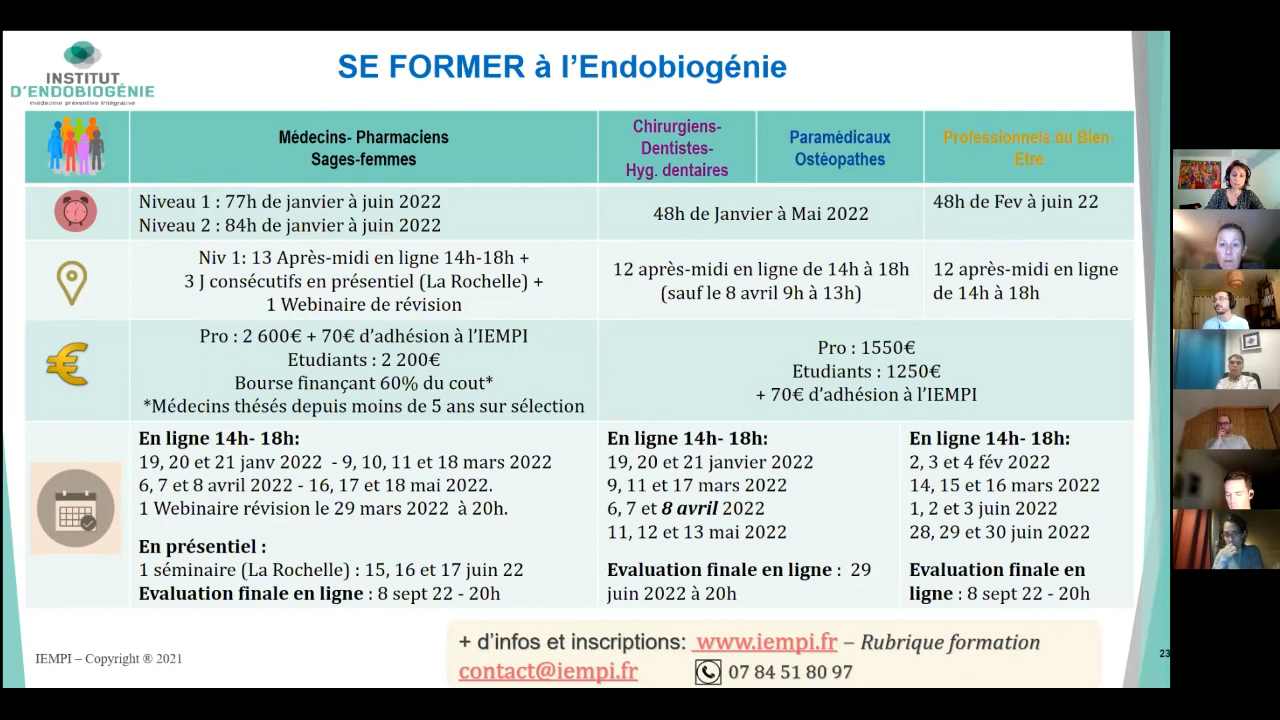 INSTITUT
D'ENDOBIOGÉNIE
médecine préventive intégrative
SE FORMER à l'Endobiogénie
Médecins- Pharmaciens
Sages-femmes
Chirurgiens-
Dentistes-
Hyg. dentaires
Paramédicaux
Ostéopathes
Professionnels du Bien-
Etre
Niveau 1 : 77h de janvier à juin 2022
Niveau 2 : 84h de janvier à juin 2022
48h de Janvier à Mai 2022
48h de Fev à juin 22
Niv 1: 13 Après-midi en ligne 14h-18h +
3 J consécutifs en présentiel (La Rochelle) +
1 Webinaire de révision
12 après-midi en ligne de 14h à 18h
(sauf le 8 avril 9h à 13h)
12 après-midi en ligne
de 14h à 18h
€
Pro : 2 600€ + 70€ d'adhésion à l'IEMPI
Etudiants : 2 200€
Bourse finançant 60% du cout*
*Médecins thésés depuis moins de 5 ans sur sélection
Pro : 1550€
Etudiants : 1250€
+ 70€ d'adhésion à l'IEMPI
En ligne 14h- 18h:
19, 20 et 21 janv 2022 - 9, 10, 11 et 18 mars 2022
6, 7 et 8 avril 2022 - 16, 17 et 18 mai 2022.
1 Webinaire révision le 29 mars 2022 à 20h.
En présentiel :
1 séminaire (La Rochelle) : 15, 16 et 17 juin 22
Evaluation finale en ligne : 8 sept 22 - 20h
En ligne 14h- 18h:
19, 20 et 21 janvier 2022
9, 11 et 17 mars 2022
6, 7 et 8 avril 2022
11, 12 et 13 mai 2022
Evaluation finale en ligne : 29
juin 2022 à 20h
En ligne 14h- 18h:
2, 3 et 4 fév 2022
14, 15 et 16 mars 2022
1, 2 et 3 juin 2022
28, 29 et 30 juin 2022
Evaluation finale en
ligne : 8 sept 22 - 20h
+ d'infos et inscriptions: www.iempi.fr – Rubrique formation
contact@iempi.fr 07 84 51 80 97
IEMPI – Copyright ® 2021
23